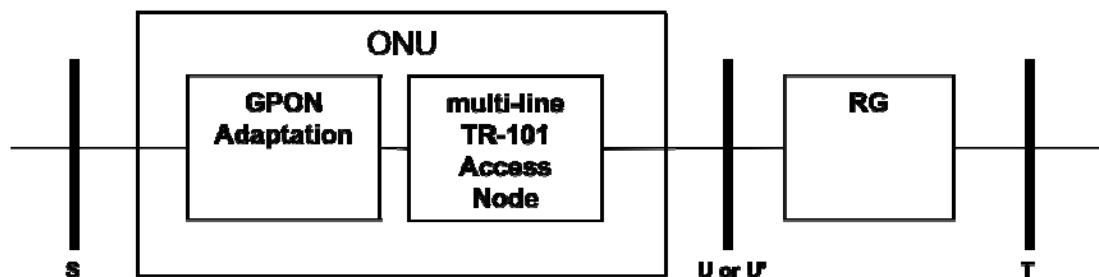 ONU
GPON
Adaptation
multi-line
TR-101
Access
Node
RG
S
U or U'
T